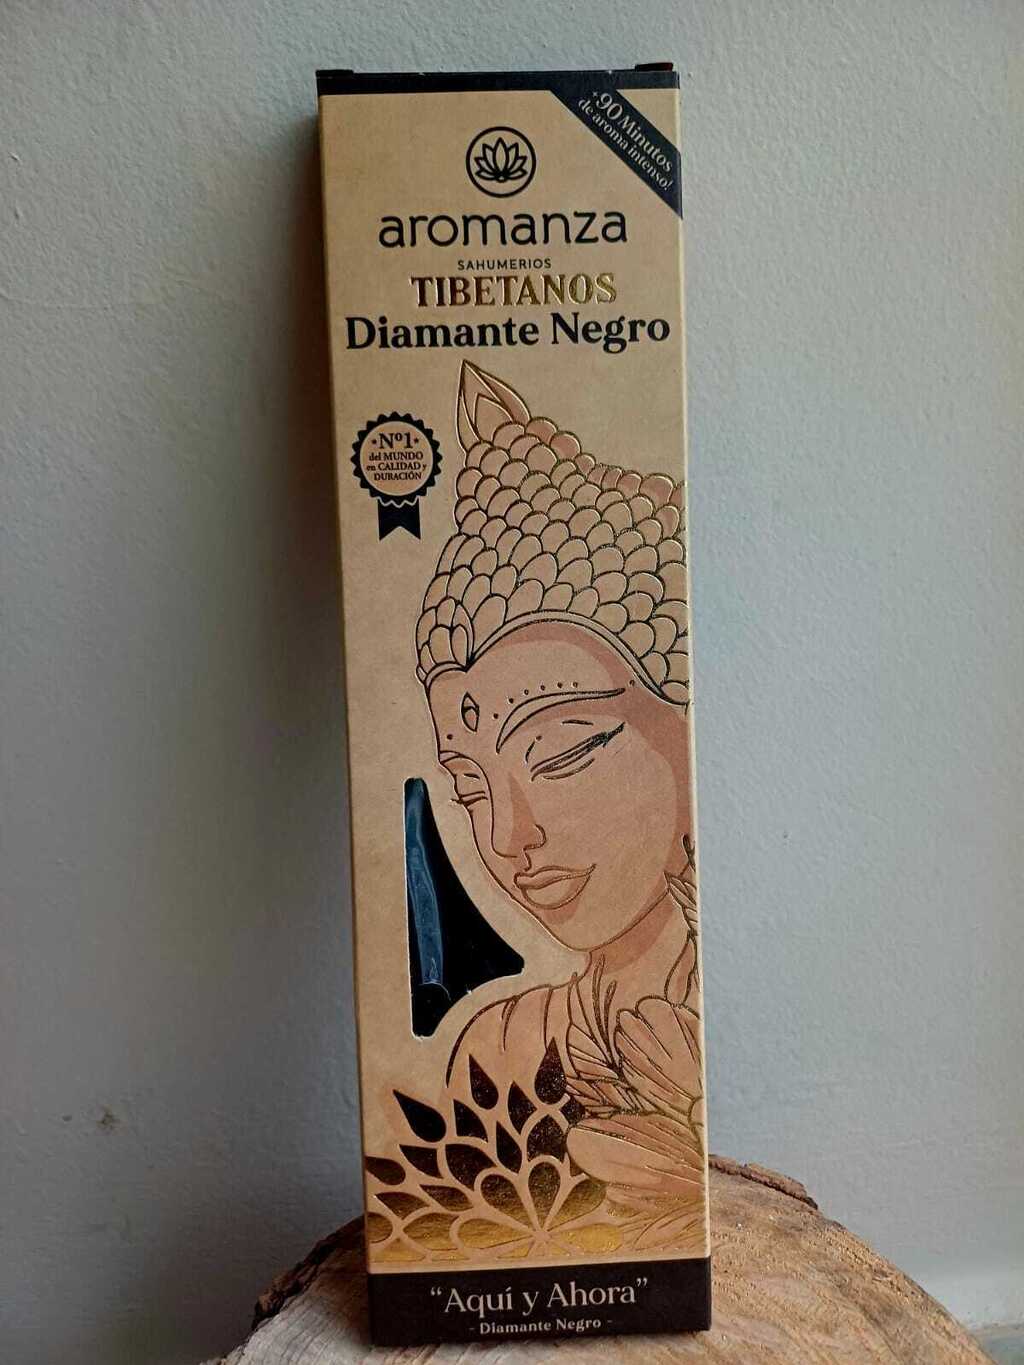 +90 Minutos
de aroma intenso!
aromanza
SAHUMERIOS
TIBETANOS
Diamante Negro
Nº1
del MUNDO
en CALIDAD y
DURACIÓN
“Aquí y Ahora”
- Diamante Negro -